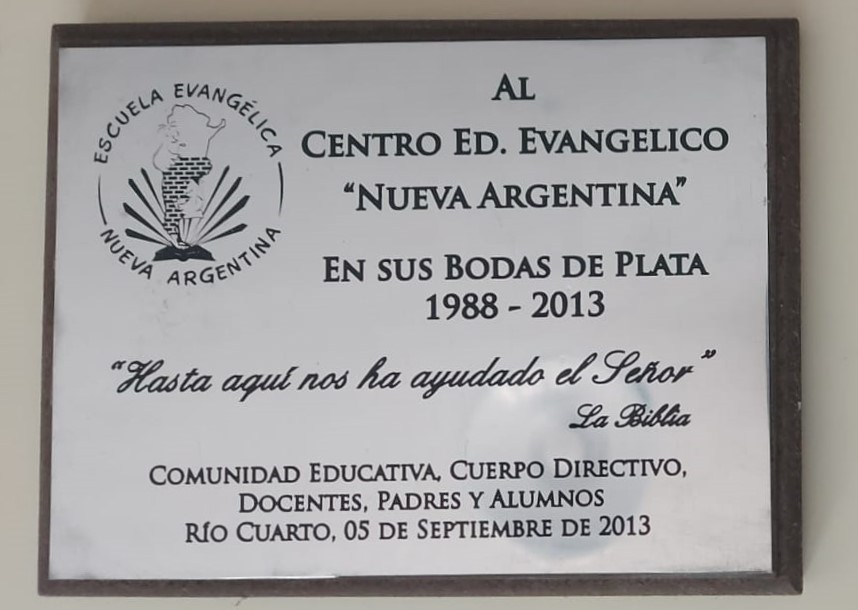 ESCUELA EVANGÉLICA
NUEVA ARGENTINA
AL
CENTRO ED. EVANGELICO
“NUEVA ARGENTINA”
EN SUS BODAS DE PLATA
1988 - 2013
“Hasta aquí nos ha ayudado el Señor”
La Biblia
COMUNIDAD EDUCATIVA, CUERPO DIRECTIVO,
DOCENTES, PADRES Y ALUMNOS
RÍO CUARTO, 05 DE SEPTIEMBRE DE 2013